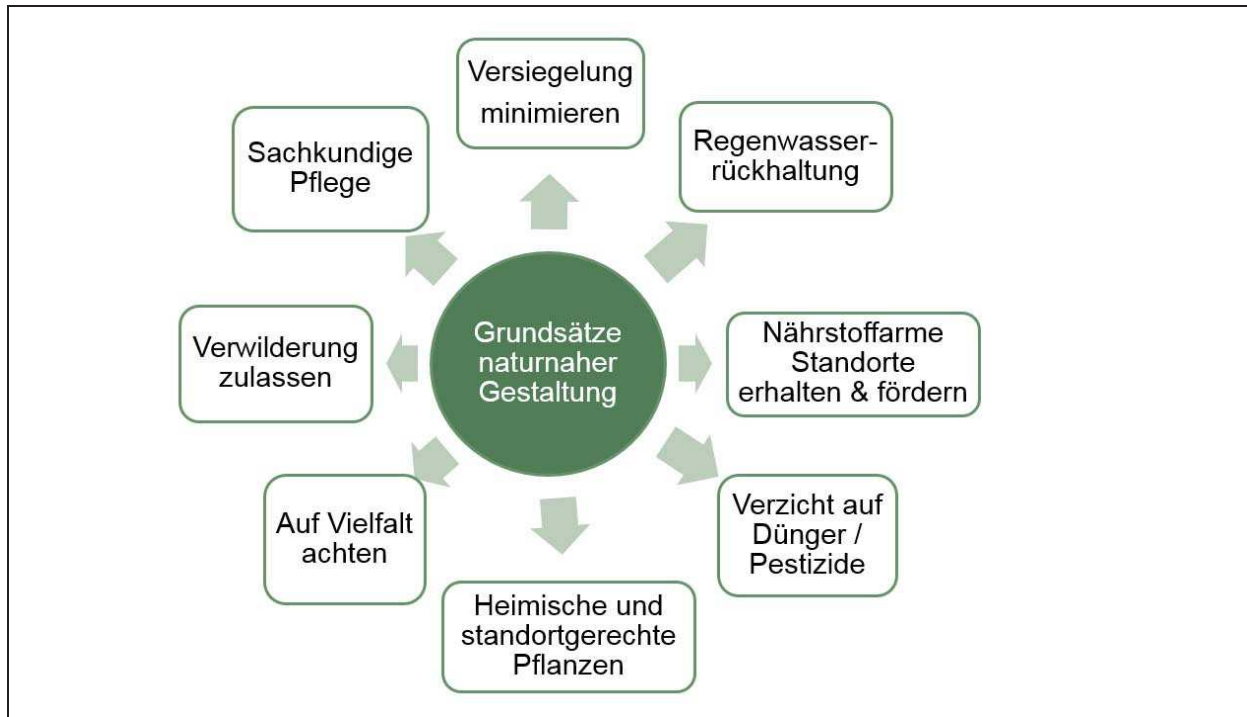 Versiegelung
minimieren
Regenwasser-
rückhaltung
Nährstoffarme
Standorte
erhalten & fördern
Verzicht auf
Dünger /
Pestizide
Heimische und
standortgerechte
Pflanzen
Auf Vielfalt
achten
Verwilderung
zulassen
Sachkundige
Pflege
Grundsätze
naturnaher
Gestaltung